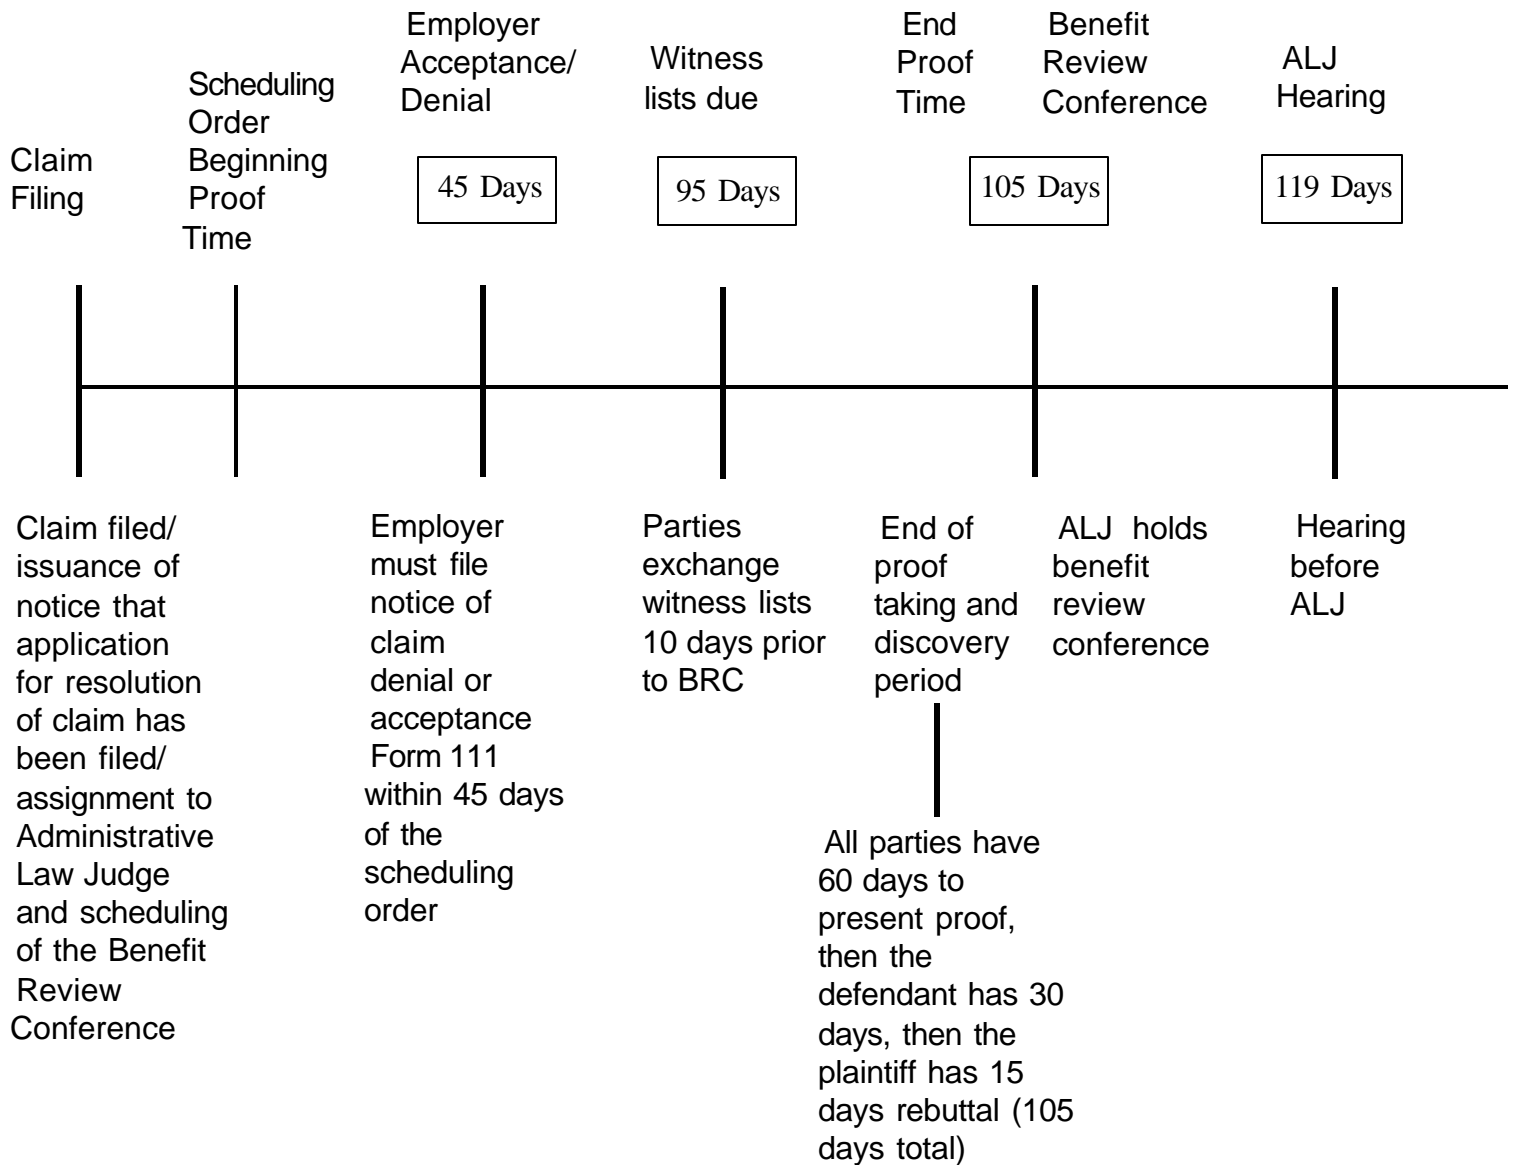 Claim
Filing
Scheduling
Order
Beginning
Proof
Time
Employer
Acceptance/
Denial
45 Days
Witness
lists due
95 Days
End
Proof
Time
Benefit
Review
Conference
105 Days
ALJ
Hearing
119 Days
Claim filed/
issuance of
notice that
application
for resolution
of claim has
been filed/
assignment to
Administrative
Law Judge
and scheduling
of the Benefit
Review
Conference
Employer
must file
notice of
claim
denial or
acceptance
Form 111
within 45 days
of the
scheduling
order
Parties
exchange
witness lists
10 days prior
to BRC
End of
proof
taking and
discovery
period
All parties have
60 days to
present proof,
then the
defendant has 30
days, then the
plaintiff has 15
days rebuttal (105
days total)
ALJ holds
benefit
review
conference
Hearing
before
ALJ